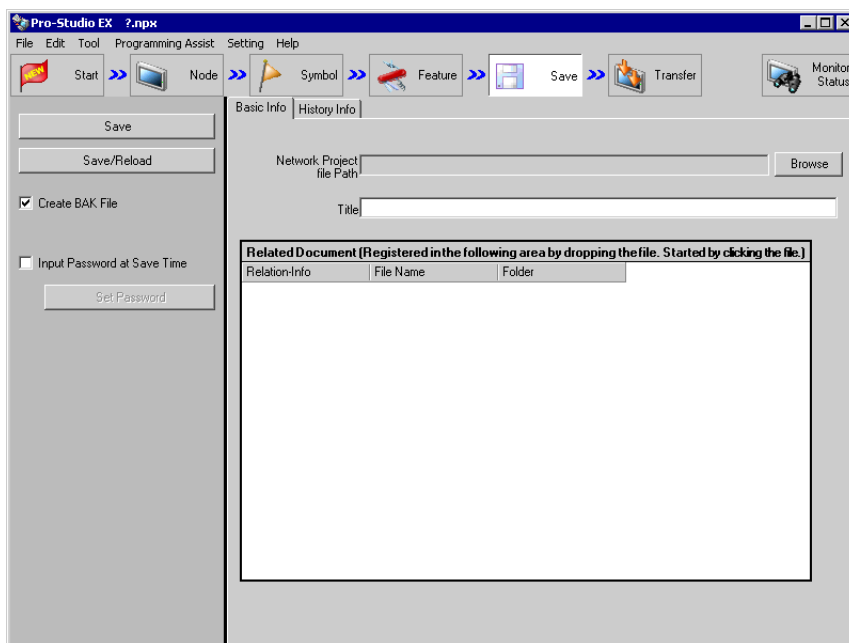 Pro-Studio EX ?.npx
File Edit Tool Programming Assist Setting Help
NEW Start Node Symbol Feature Save Transfer Monitor
Status
Basic Info History Info
Save
Save/Reload
Create BAK File
Input Password at Save Time
Set Password
Network Project
file Path
Browse
Title
Related Document (Registered in the following area by dropping the file. Started by clicking the file.)
Relation-Info File Name Folder